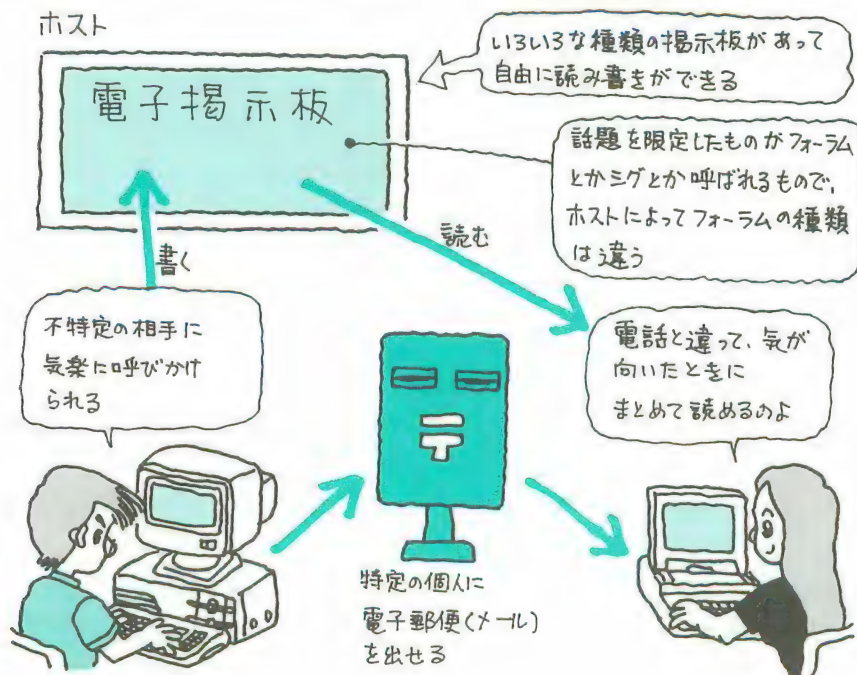 ホスト
電子掲示板
いろいろな種類の掲示板があって
自由に読み書きができる
話題を限定したものがフォーラム
とかシグとか呼ばれるもので、
ホストによってフォーラムの種類
は違う
書く
読む
不特定の相手に
気楽に呼びかけ
られる
電話と違って、気が
向いたときに
まとめて読めるのよ
〒
特定の個人に
電子郵便(メール)
を出せる